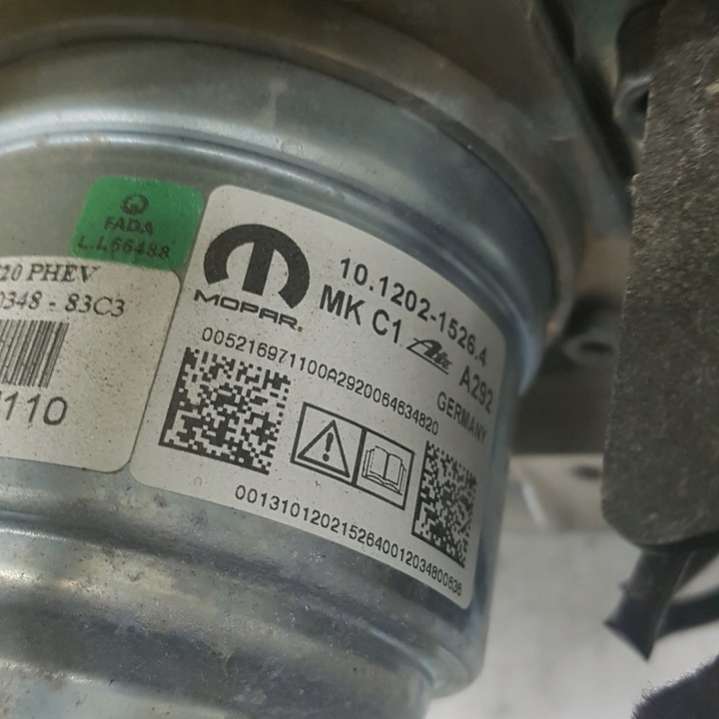 FADA
L.L66488
20 PHEV
0348 - 83C3
110
MOPAR.
10.1202-1526.4
MK C1 Ate A292
GERMANY
005216971100A2920064634820
0013101202152640012034800636